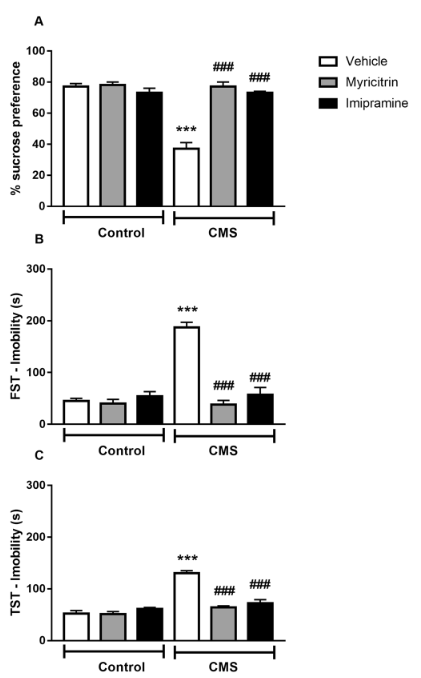 A
100
80
60
40
20
0
% sucrose preference
***
###
###
Control
CMS
Vehicle
Myricitrin
Imipramine
B
300
200
100
0
FST - Imobility (s)
***
###
###
Control
CMS
C
300
200
100
0
TST - Imobility (s)
***
###
###
Control
CMS